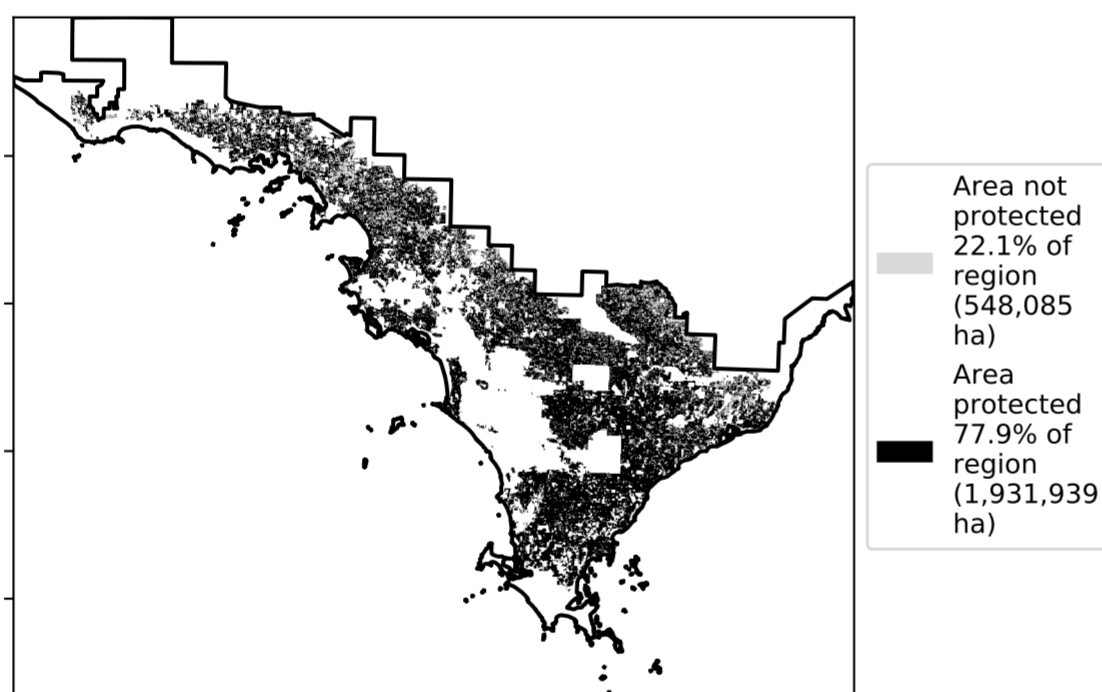 Area not
protected
22.1% of
region
(548,085
ha)
Area
protected
77.9% of
region
(1,931,939
ha)